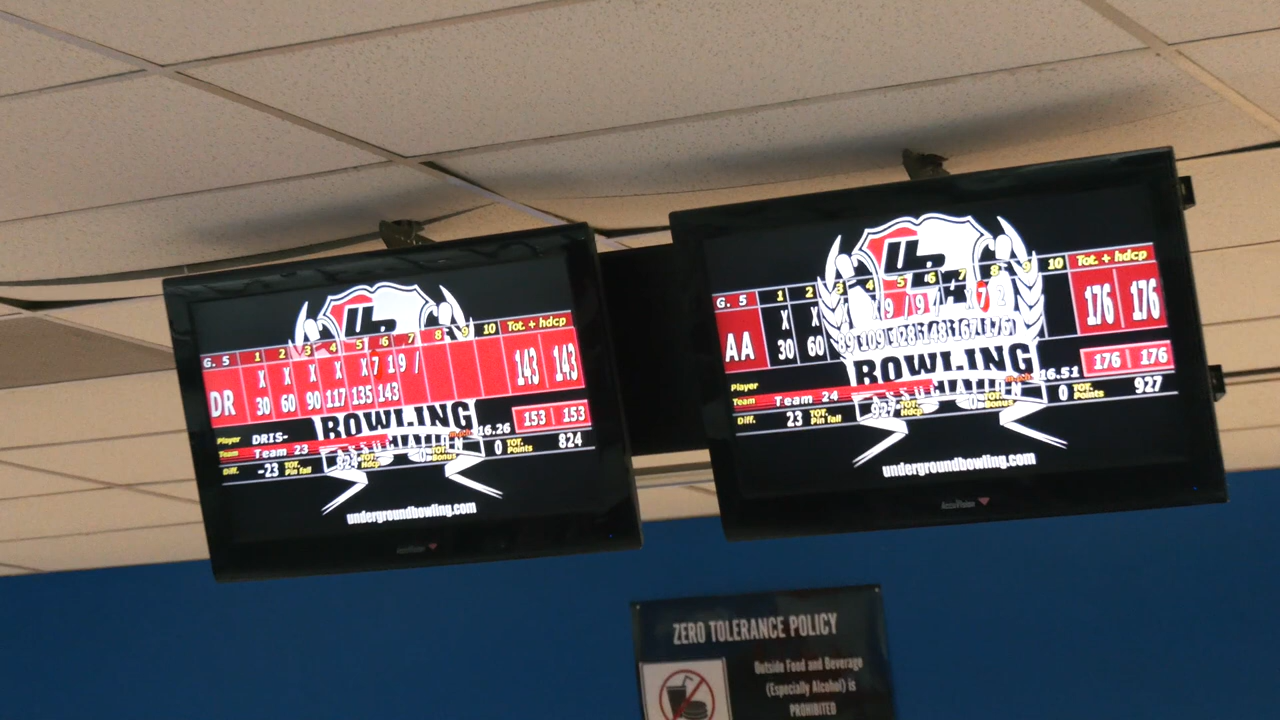 UB
G. 5 1 2 3 4 5 6 7 8 9 10 Tot. + hdcp
X X X X X 7 1 9 /
DR 30 60 90 117 135 143 143 143
BOWLING
153 153
Player DRIS-
Team Team 23 16.26
Diff. -23 TOT. Pin fall 824 TOT. Hdcp 0 TOT. Bonus 0 TOT. Points 824
undergroundbowling.com
AccuVision
G. 5 1 2 3 4 5 6 7 8 9 10 Tot. + hdcp
X X 9 / 9 / X 7 2
AA 30 60 89 109 128 148 167 176 176 176
BOWLING
176 176
Player
Team Team 24 16.51
Diff. 23 TOT. Pin fall 927 TOT. Hdcp 0 TOT. Bonus 0 TOT. Points 927
undergroundbowling.com
AccuVision
ZERO TOLERANCE POLICY
Outside Food and Beverage
(Especially Alcohol) is
PROHIBITED